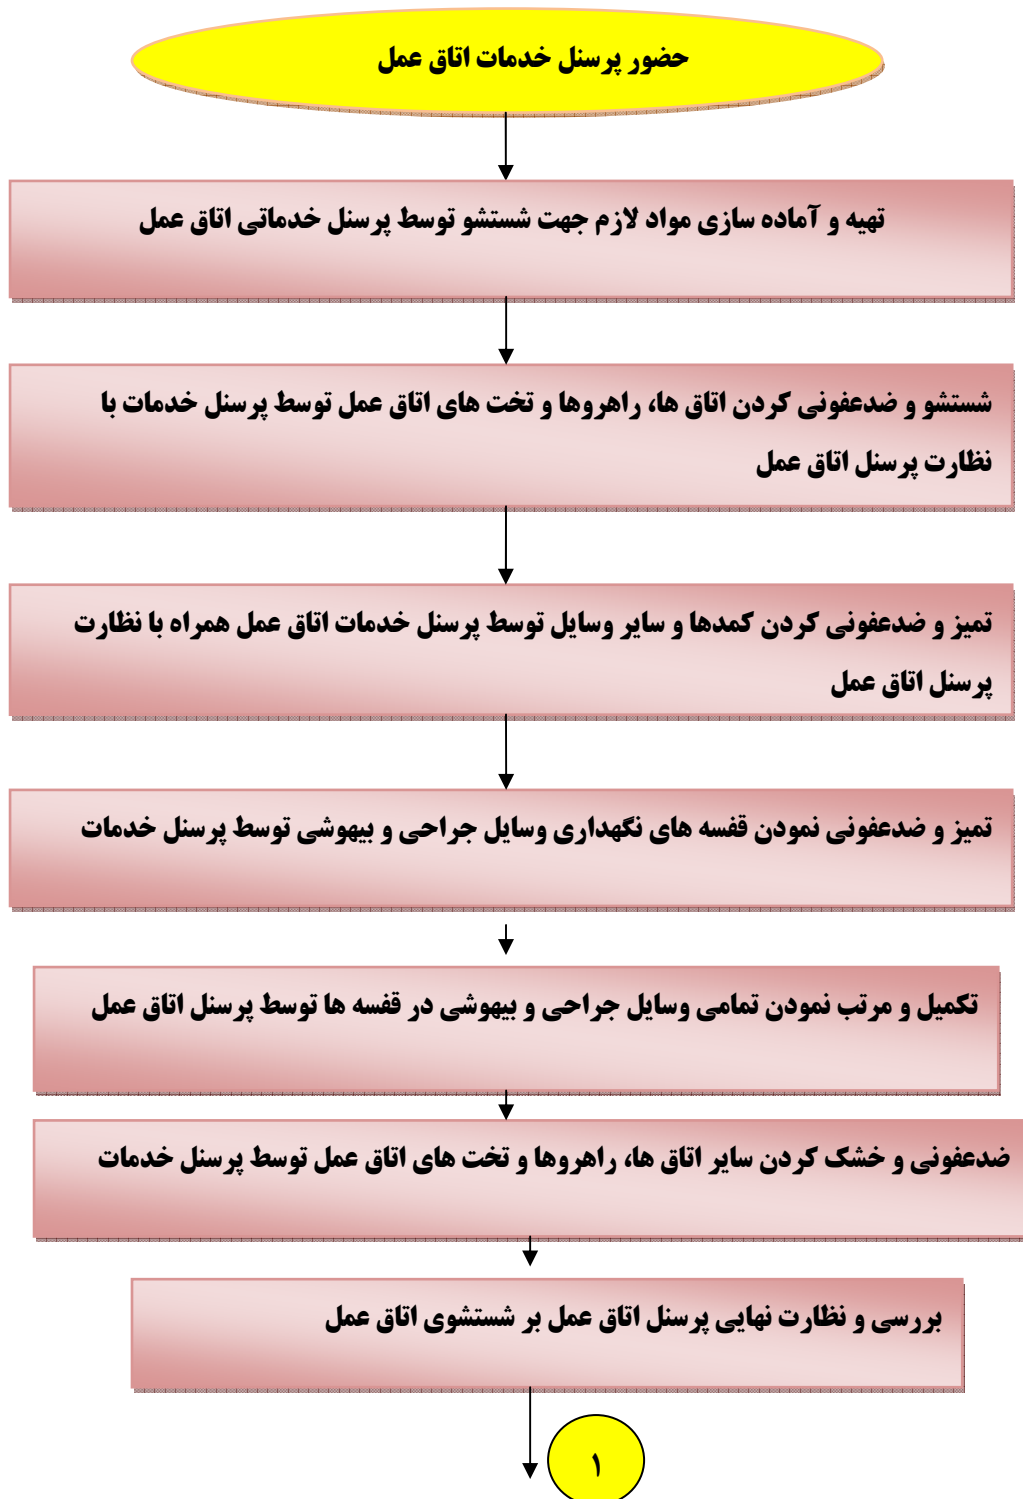 حضور پرسنل خدمات اتاق عمل
تهیه و آماده سازی مواد لازم جهت شستشو توسط پرسنل خدماتی اتاق عمل
شستشو و ضدعفونی کردن اتاق ها، راهروها و تخت های اتاق عمل توسط پرسنل خدمات با
نظارت پرسنل اتاق عمل
تمیز و ضدعفونی کردن کمدها و سایر وسایل توسط پرسنل خدمات اتاق عمل همراه با نظارت
پرسنل اتاق عمل
تمیز و ضدعفونی نمودن قفسه های نگهداری وسایل جراحی و بیهوشی توسط پرسنل خدمات
تکمیل و مرتب نمودن تمامی وسایل جراحی و بیهوشی در قفسه ها توسط پرسنل اتاق عمل
ضدعفونی و خشک کردن سایر اتاق ها، راهروها و تخت های اتاق عمل توسط پرسنل خدمات
بررسی و نظارت نهایی پرسنل اتاق عمل بر شستشوی اتاق عمل
۱